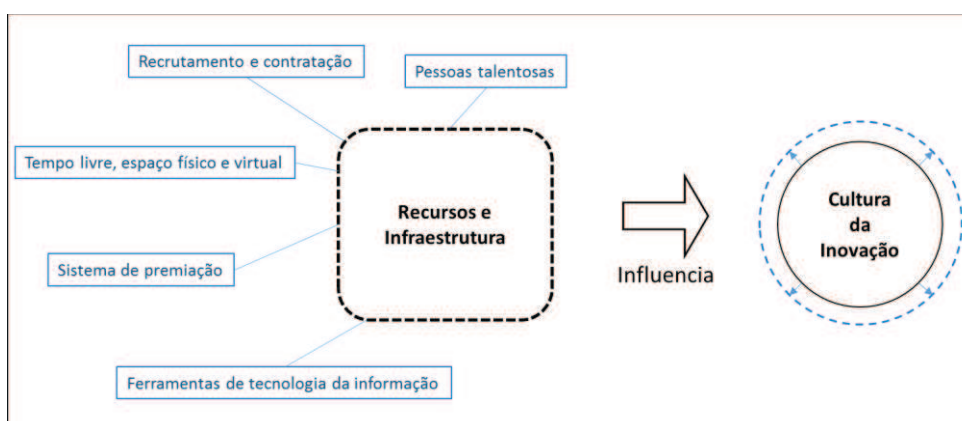 Recrutamento e contratação
Pessoas talentosas
Tempo livre, espaço físico e virtual
Recursos e
Infraestrutura
Sistema de premiação
Ferramentas de tecnologia da informação
Influencia
Cultura
da
Inovação